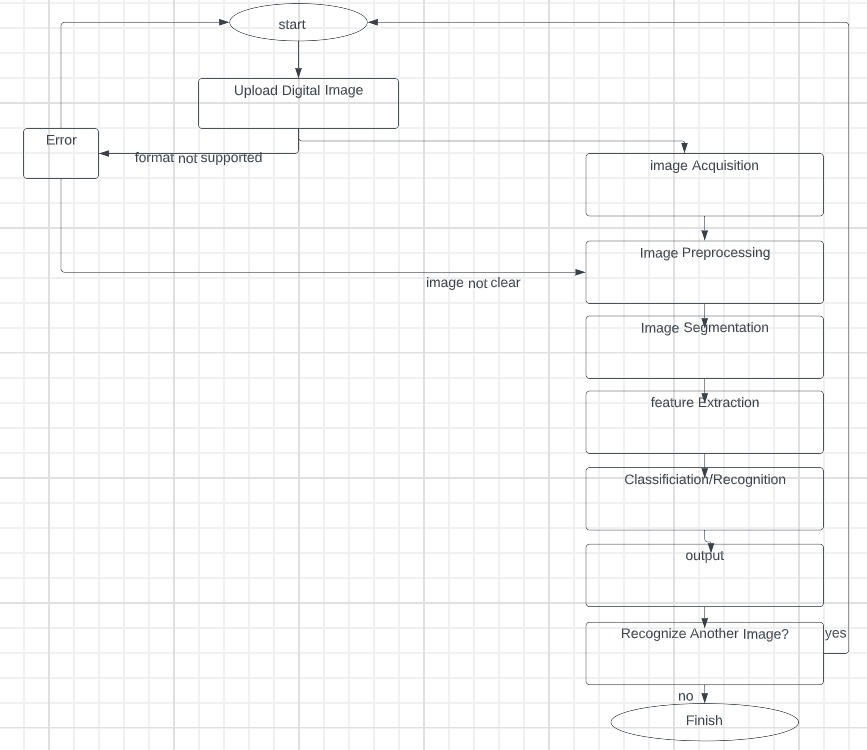 start
Upload Digital Image
Error
format not supported
image Acquisition
Image Preprocessing
image not clear
Image Segmentation
feature Extraction
Classificiation/Recognition
output
Recognize Another Image?
yes
no
Finish